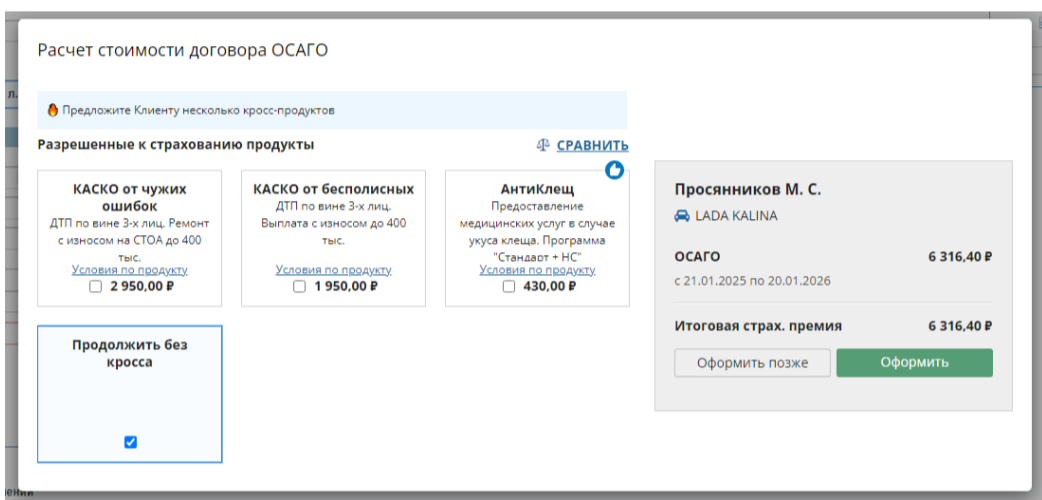 Расчет стоимости договора ОСАГО
Предложите Клиенту несколько кросс-продуктов
Разрешенные к страхованию продукты
СРАВНИТЬ
КАСКО от чужих
ошибок
ДТП по вине 3-х лиц. Ремонт
с износом на СТОА до 400
тыс.
Условия по продукту
2 950,00 ₽
КАСКО от бесполисных
ДТП по вине 3-х лиц.
Выплата с износом до 400
тыс.
Условия по продукту
1 950,00 ₽
АнтиКлещ
Предоставление
медицинских услуг в случае
укуса клеща. Программа
"Стандарт + НС"
Условия по продукту
430,00 ₽
Продолжить без
кросса
Просянников М. С.
LADA KALINA
ОСАГО 6 316,40 ₽
с 21.01.2025 по 20.01.2026
Итоговая страх. премия 6 316,40 ₽
Оформить позже
Оформить